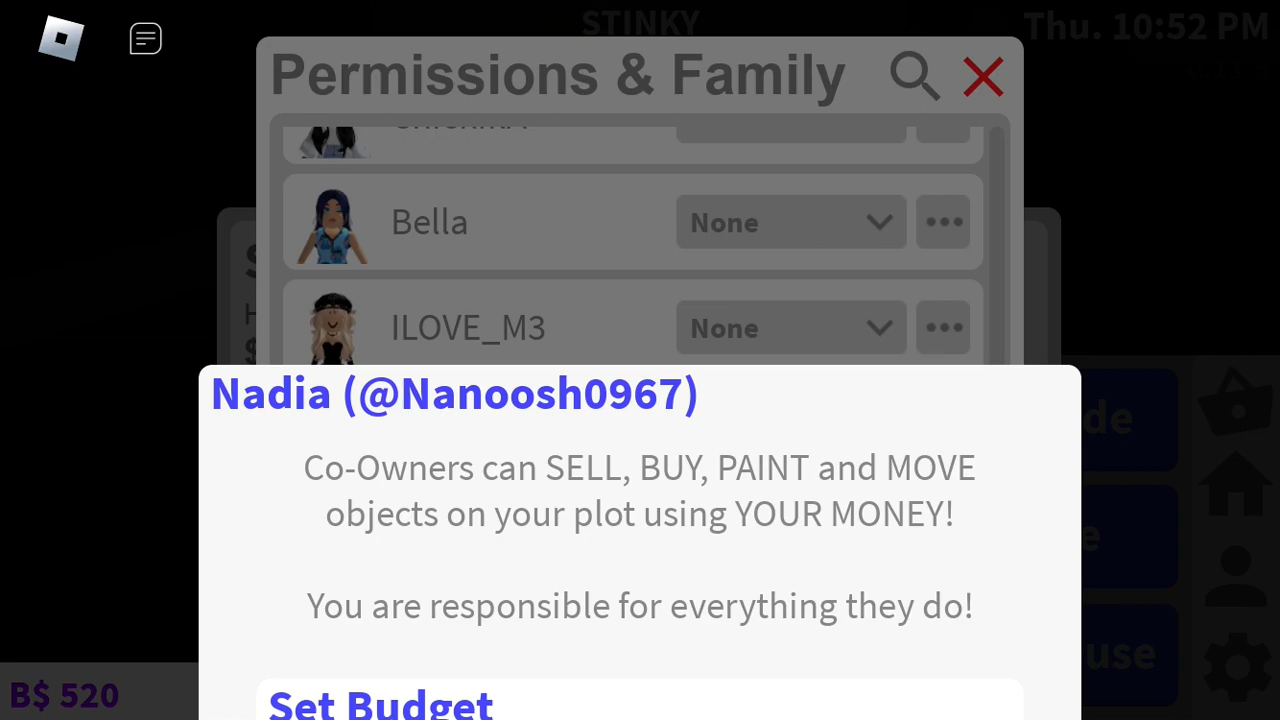 STINKY
Thu. 10:52 PM
Permissions & Family
Bella
None
ILOVE_M3
None
Nadia (@Nanoosh0967)
Co-Owners can SELL, BUY, PAINT and MOVE
objects on your plot using YOUR MONEY!
You are responsible for everything they do!
Set Budget
de
e
use
B$ 520